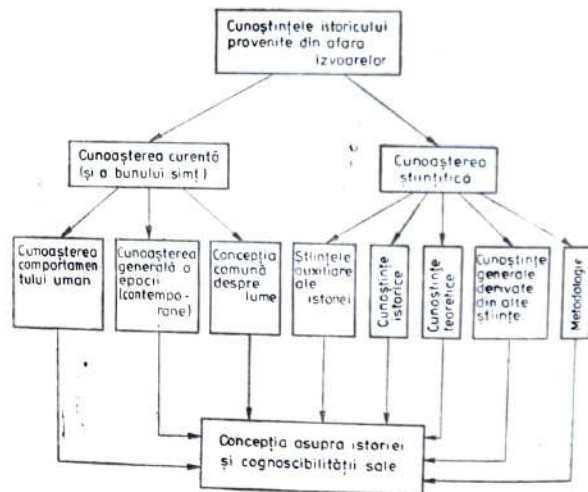 Cunoștințele istoricului
provenite din afara
izvoarelor
Cunoașterea curentă
(și a bunului simț)
Cunoașterea
științifică
Cunoașterea
comportamen
tului uman
Cunoașterea
generală a
epocii
(contempo-
rane)
Concepția
comună
despre
lume
Științele
auxiliare
ale
istoriei
Cunoștințe
istorice
Cunoștințe
teoretice
Cunoștințe
generale
derivate
din alte
științe
Metodologie
Concepția asupra istoriei
și cognoscibilității sale